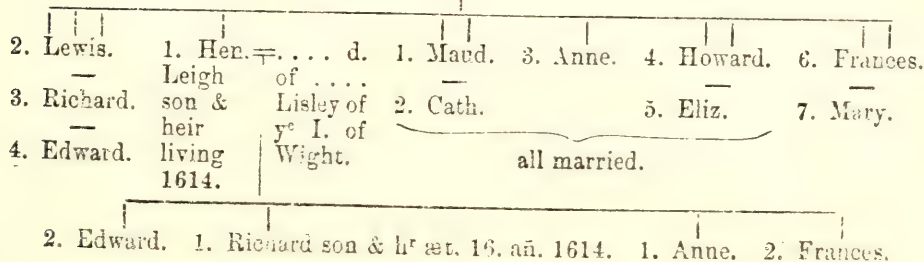 2. Lewis. 1. Hen. = .... d. 1. Maud. 3. Anne. 4. Howard. 6. Frances.
Leigh of ....
3. Richard. son & Lisley of 2. Cath. 5. Eliz. 7. Mary.
heir yᵉ I. of
4. Edward. living Wight. all married.
1614.
2. Edward. 1. Richard son & hʳ æt. 16. añ. 1614. 1. Anne. 2. Frances.